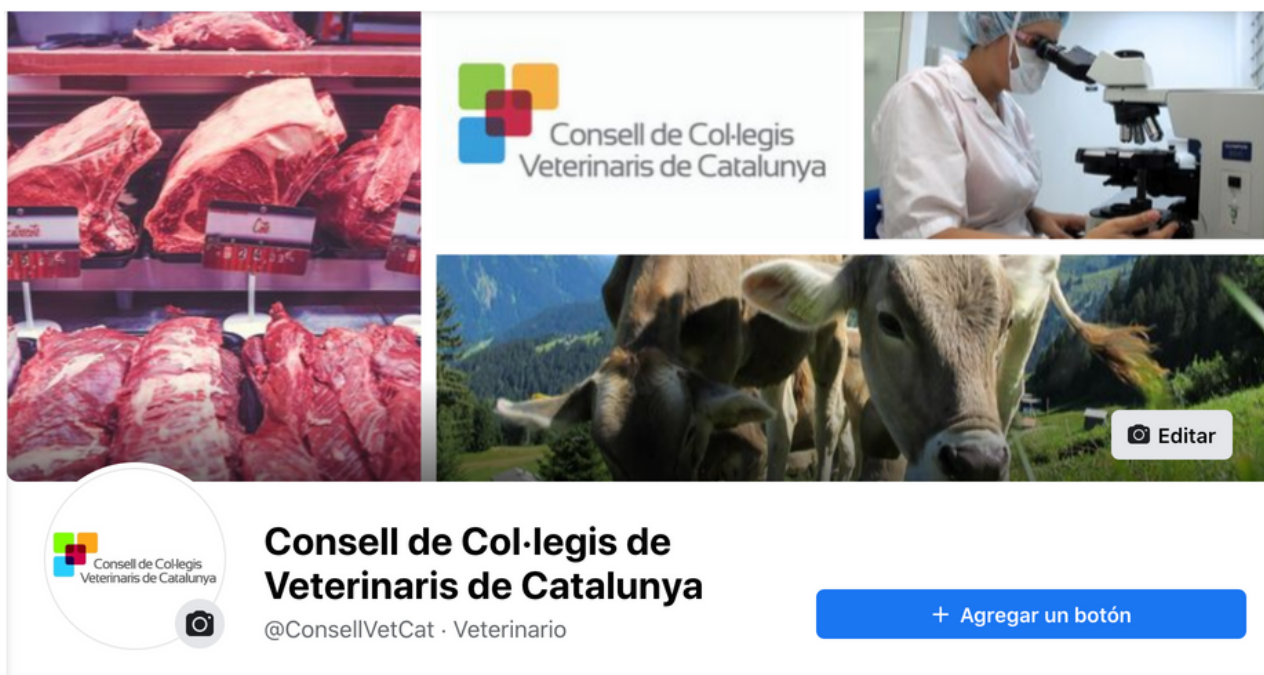 Consell de Col·legis
Veterinaris de Catalunya
Editar
Consell de Col·legis
Veterinaris de Catalunya
Consell de Col·legis de
Veterinaris de Catalunya
@ConsellVetCat · Veterinario
+ Agregar un botón